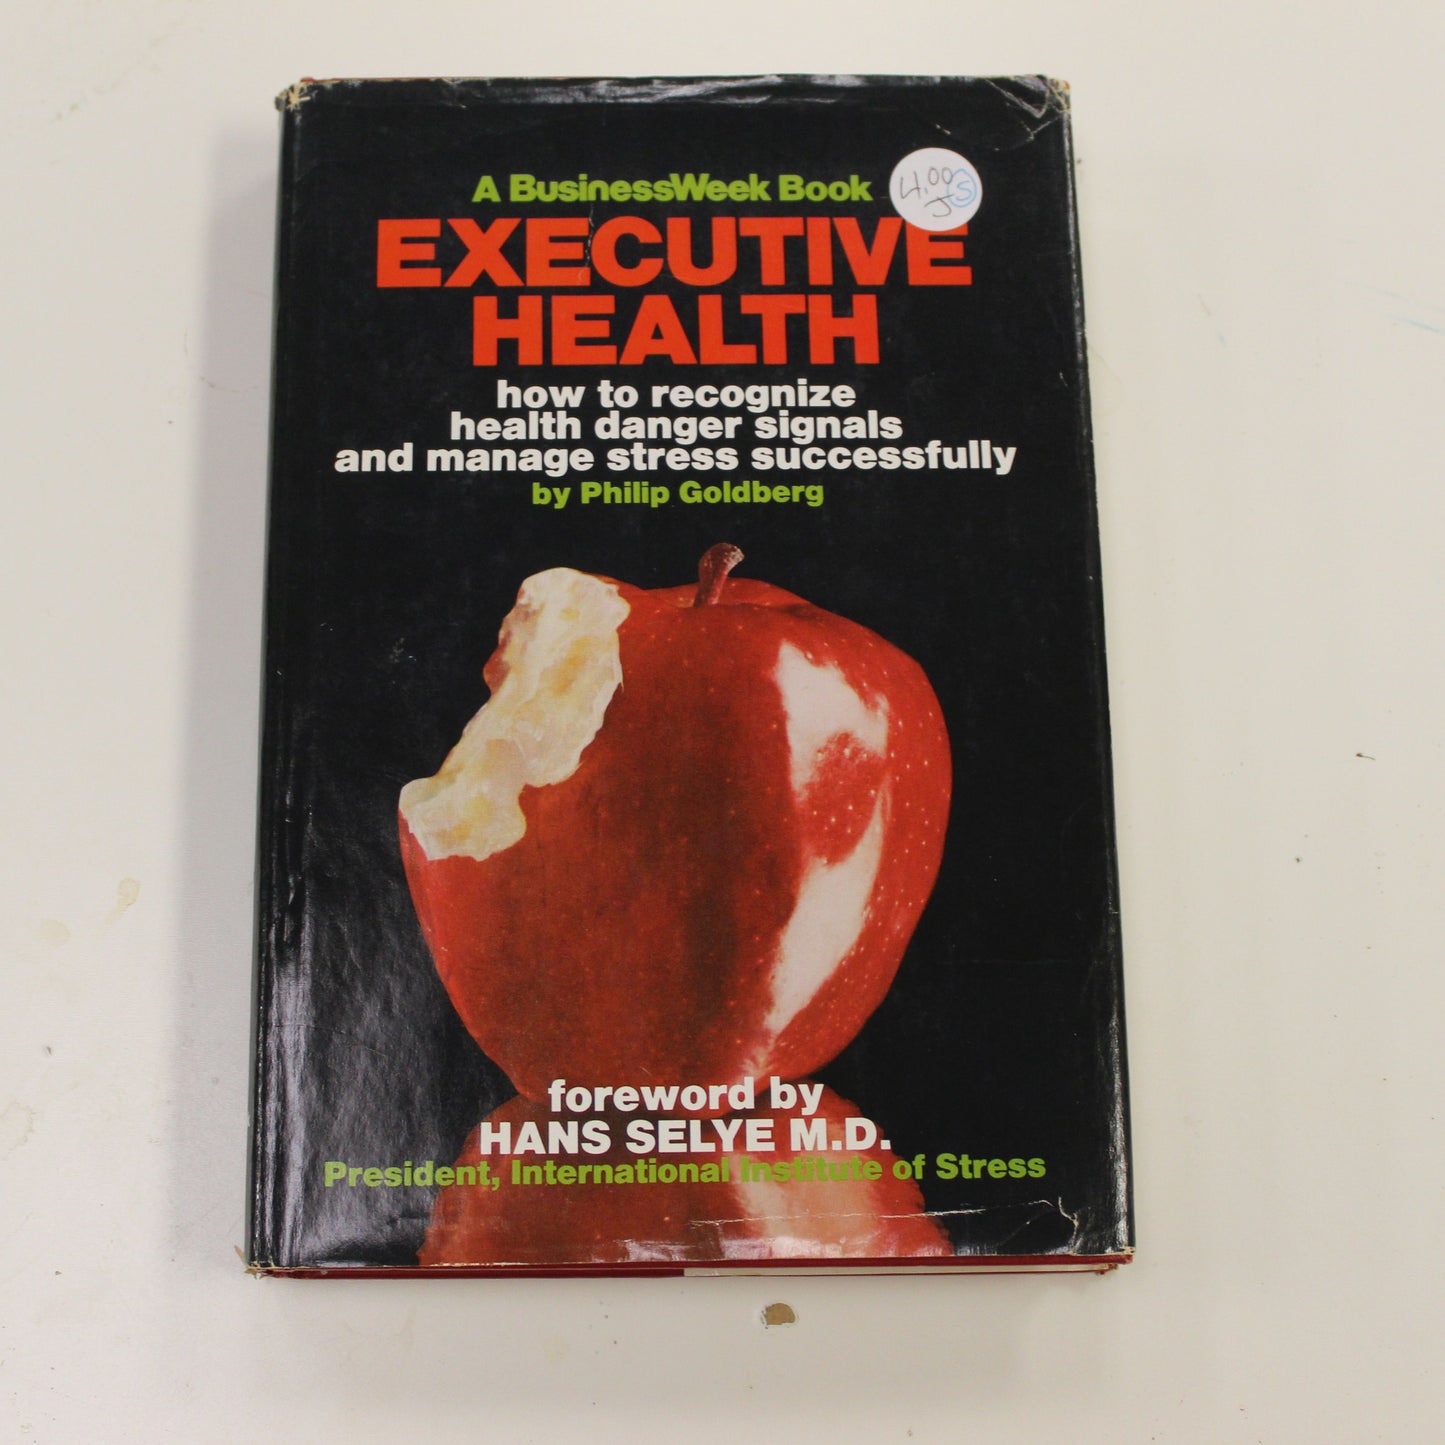 A BusinessWeek Book
4.00
S
J
EXECUTIVE
HEALTH
how to recognize
health danger signals
and manage stress successfully
by Philip Goldberg
foreword by
HANS SELYE M.D.
President, International Institute of Stress